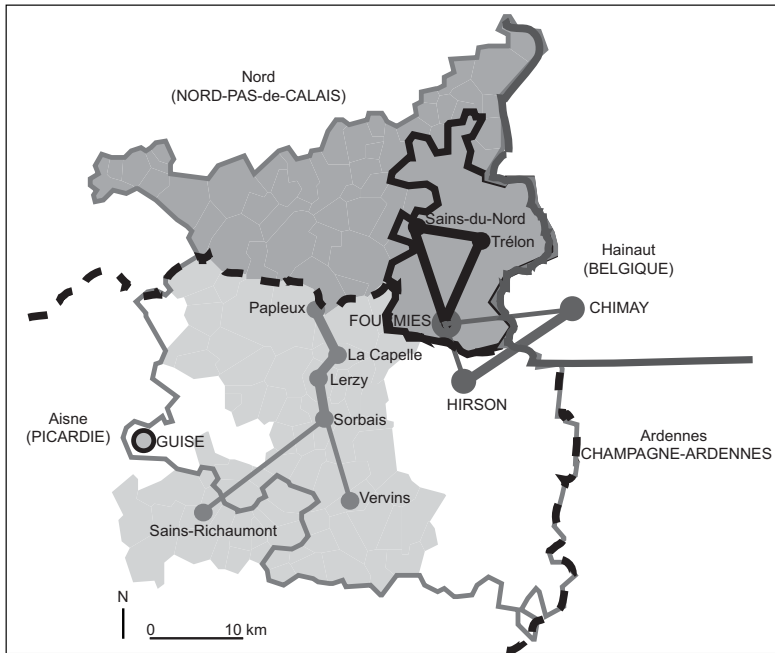 Nord
(NORD-PAS-de-CALAIS)
Sains-du-Nord
Trélon
Hainaut
(BELGIQUE)
Papleux
FOURMIES
CHIMAY
La Capelle
Lerzy
HIRSON
Aisne
(PICARDIE)
Sorbais
GUISE
Ardennes
CHAMPAGNE-ARDENNES
Vervins
Sains-Richaumont
N
0 10 km